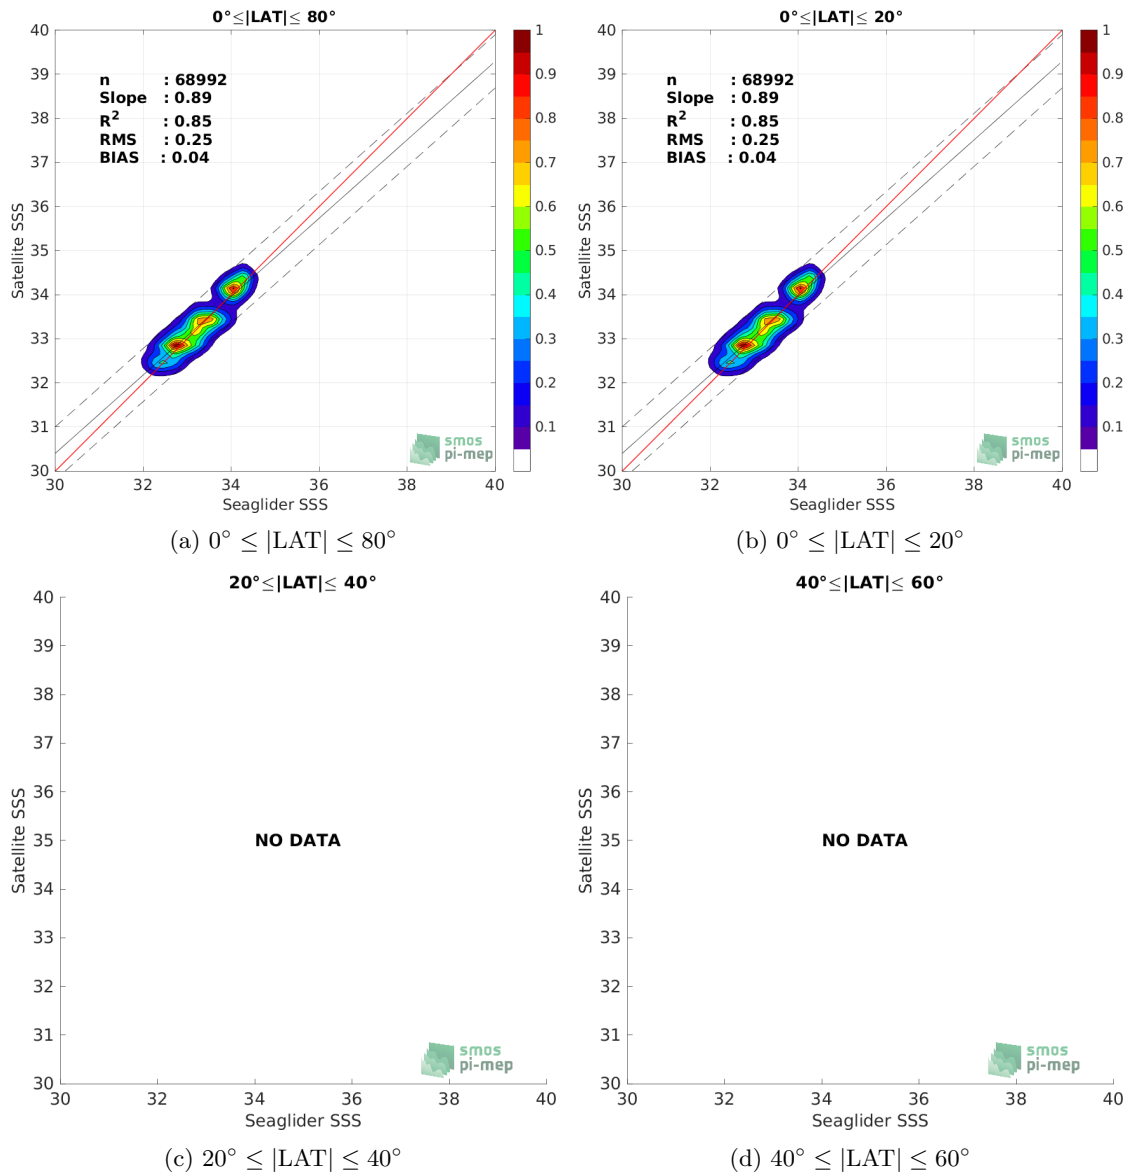 0°≤|LAT|≤ 80°
40
39
38
37
36
35
34
33
32
31
30
Satellite SSS
n : 68992
Slope : 0.89
R² : 0.85
RMS : 0.25
BIAS : 0.04
1
0.9
0.8
0.7
0.6
0.5
0.4
0.3
0.2
0.1
smos
pi-mep
30 32 34 36 38 40
Seaglider SSS
(a) 0° ≤ |LAT| ≤ 80°
0°≤|LAT|≤ 20°
40
39
38
37
36
35
34
33
32
31
30
Satellite SSS
n : 68992
Slope : 0.89
R² : 0.85
RMS : 0.25
BIAS : 0.04
1
0.9
0.8
0.7
0.6
0.5
0.4
0.3
0.2
0.1
smos
pi-mep
30 32 34 36 38 40
Seaglider SSS
(b) 0° ≤ |LAT| ≤ 20°
20°≤|LAT|≤ 40°
40
39
38
37
36
35
34
33
32
31
30
Satellite SSS
NO DATA
smos
pi-mep
30 32 34 36 38 40
Seaglider SSS
(c) 20° ≤ |LAT| ≤ 40°
40°≤|LAT|≤ 60°
40
39
38
37
36
35
34
33
32
31
30
Satellite SSS
NO DATA
smos
pi-mep
30 32 34 36 38 40
Seaglider SSS
(d) 40° ≤ |LAT| ≤ 60°